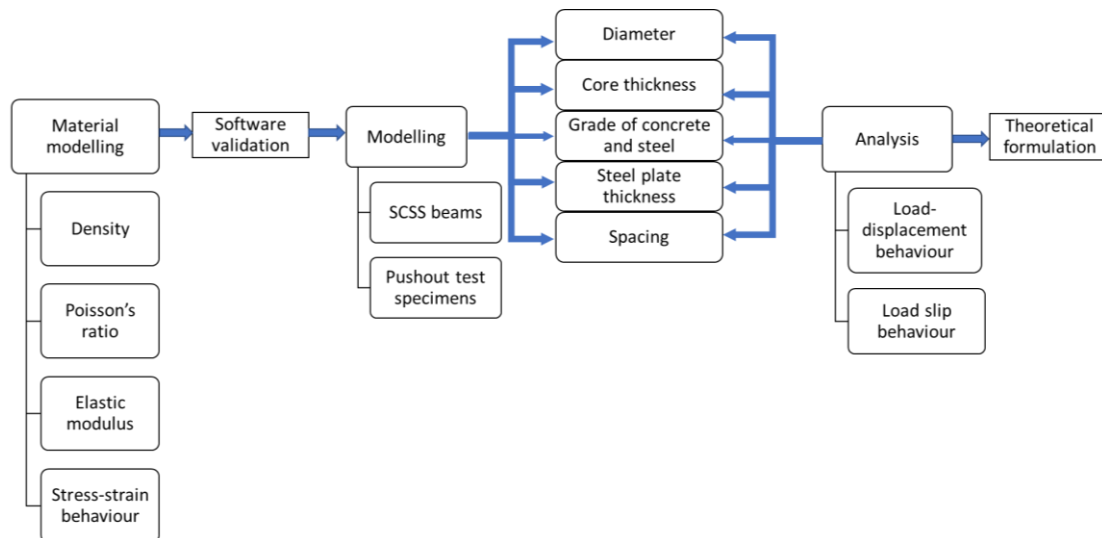 Material
modelling
Density
Poisson's
ratio
Elastic
modulus
Stress-strain
behaviour
Software
validation
Modelling
SCSS beams
Pushout test
specimens
Diameter
Core thickness
Grade of concrete
and steel
Steel plate
thickness
Spacing
Analysis
Load-
displacement
behaviour
Load slip
behaviour
Theoretical
formulation